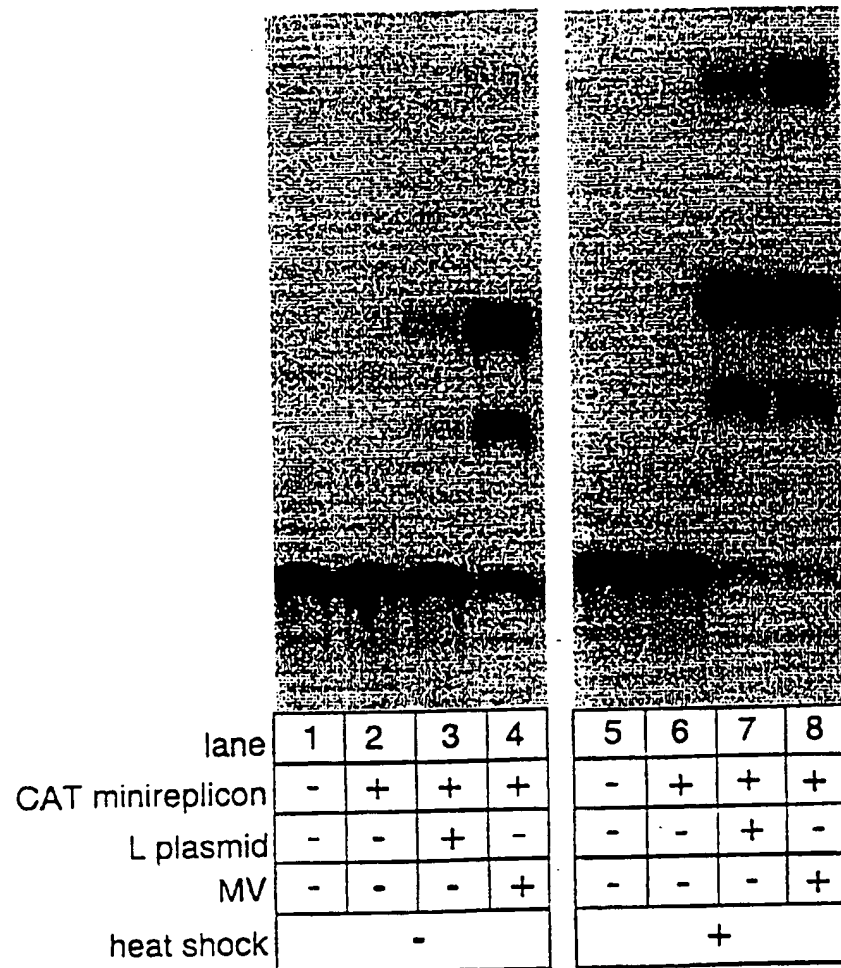 lane 1 2 3 4 5 6 7 8
CAT minireplicon - + + + - + + +
L plasmid - - + - - - + -
MV - - - + - - - +
heat shock - +